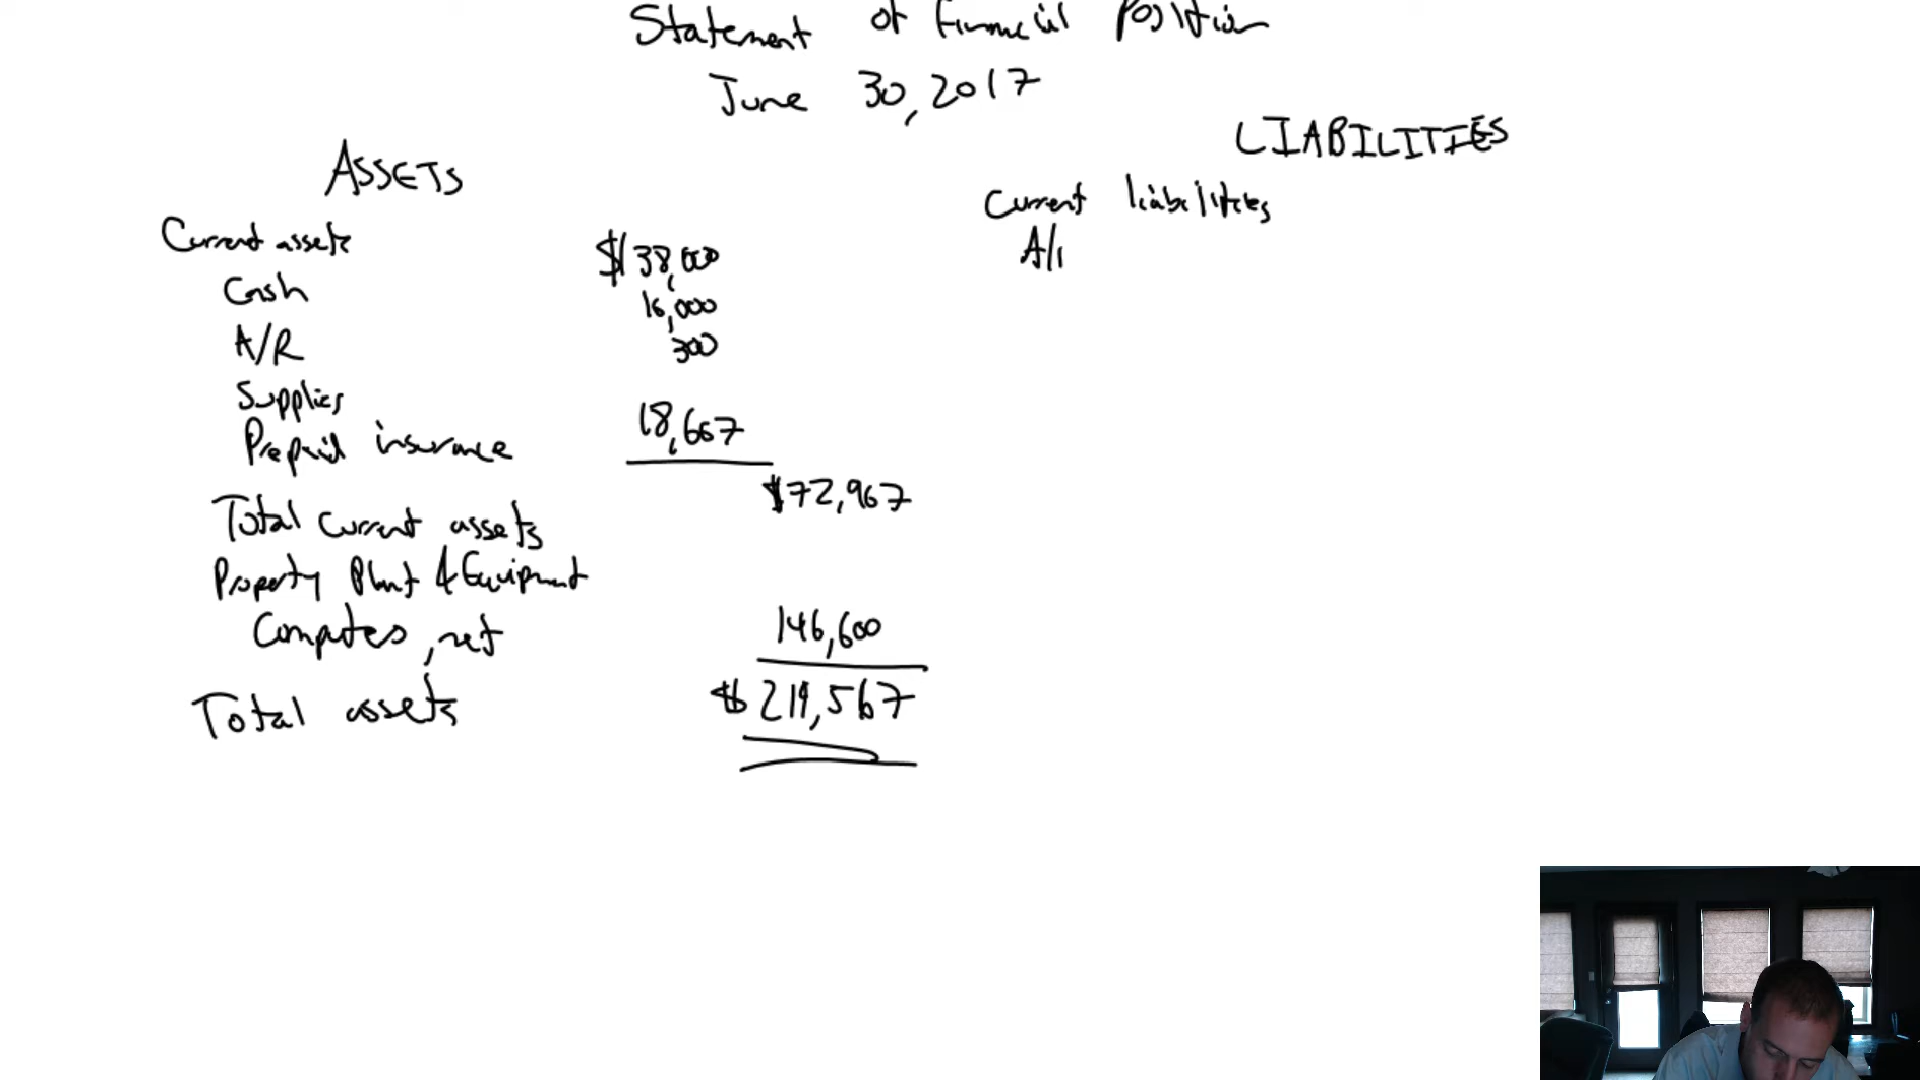 Statement of Financial Position
June 30, 2017
ASSETS
Current assets
Cash $138,000
A/R 16,000
Supplies 300
Prepaid insurance 18,667
Total current assets $72,967
Property Plant & Equipment
Computers, net 146,600
Total assets $219,567
LIABILITIES
Current liabilities
A/